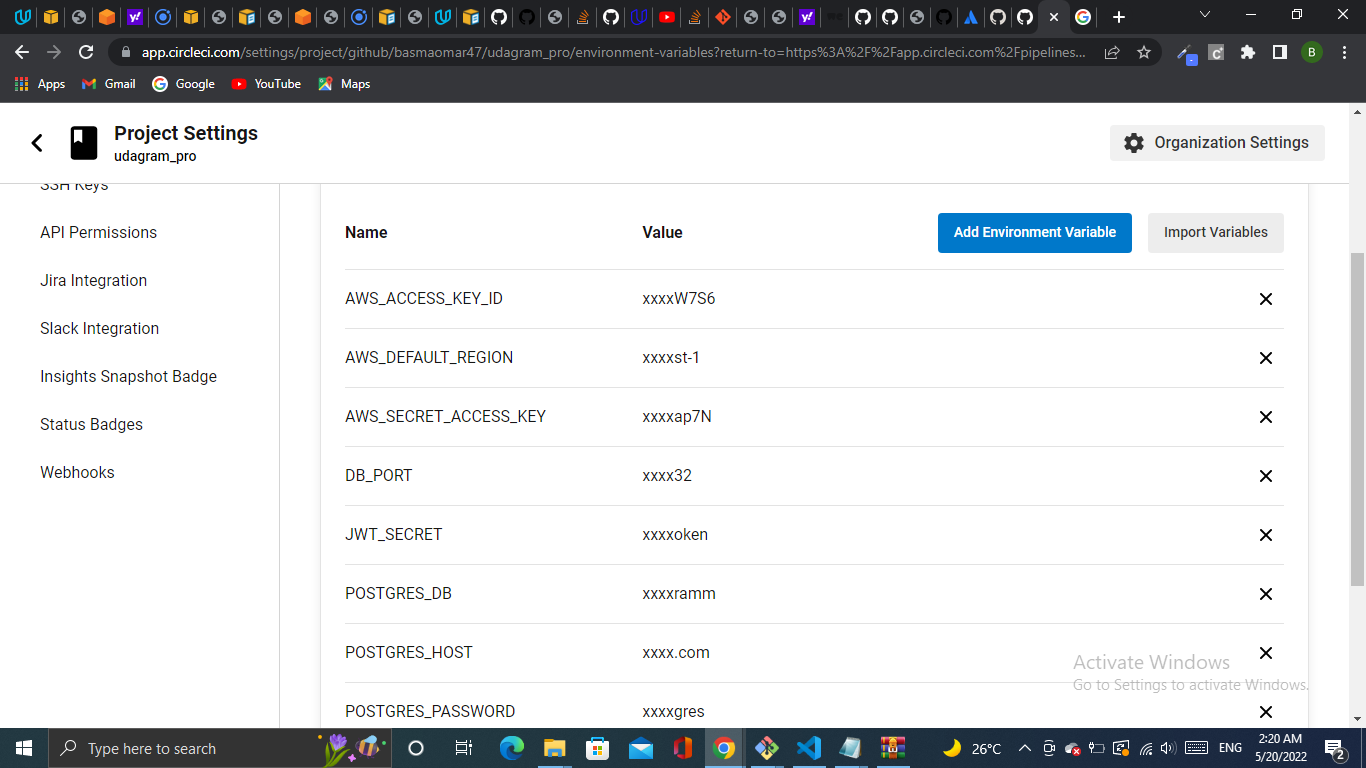 app.circleci.com/settings/project/github/basmaomar47/udagram_pro/environment-variables?return-to=https%3A%2F%2Fapp.circleci.com%2Fpipelines...
B
Apps
Gmail
Google
YouTube
Maps
Project Settings
udagram_pro
Organization Settings
SSH Keys
API Permissions
Jira Integration
Slack Integration
Insights Snapshot Badge
Status Badges
Webhooks
Name Value Add Environment Variable Import Variables
AWS_ACCESS_KEY_ID xxxxW7S6
AWS_DEFAULT_REGION xxxxst-1
AWS_SECRET_ACCESS_KEY xxxxap7N
DB_PORT xxxx32
JWT_SECRET xxxxoken
POSTGRES_DB xxxxramm
POSTGRES_HOST xxxx.com
POSTGRES_PASSWORD xxxxgres
Activate Windows
Go to Settings to activate Windows.
Type here to search
26°C
ENG
2:20 AM
5/20/2022
2